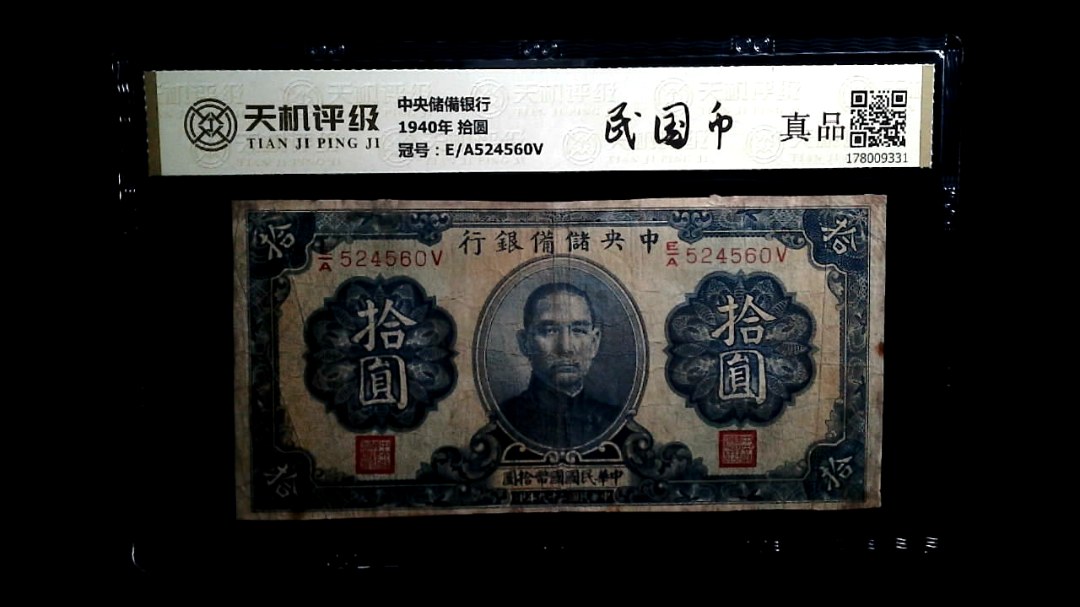 天机评级
TIAN JI PING JI
中央储備银行
1940年 拾圆
冠号：E/A524560V
民国币
真品
178009331
行銀備儲央中
E/A 524560V
E/A 524560V
拾
拾
拾圓
拾圓
圓拾幣國國民華中
拾
拾